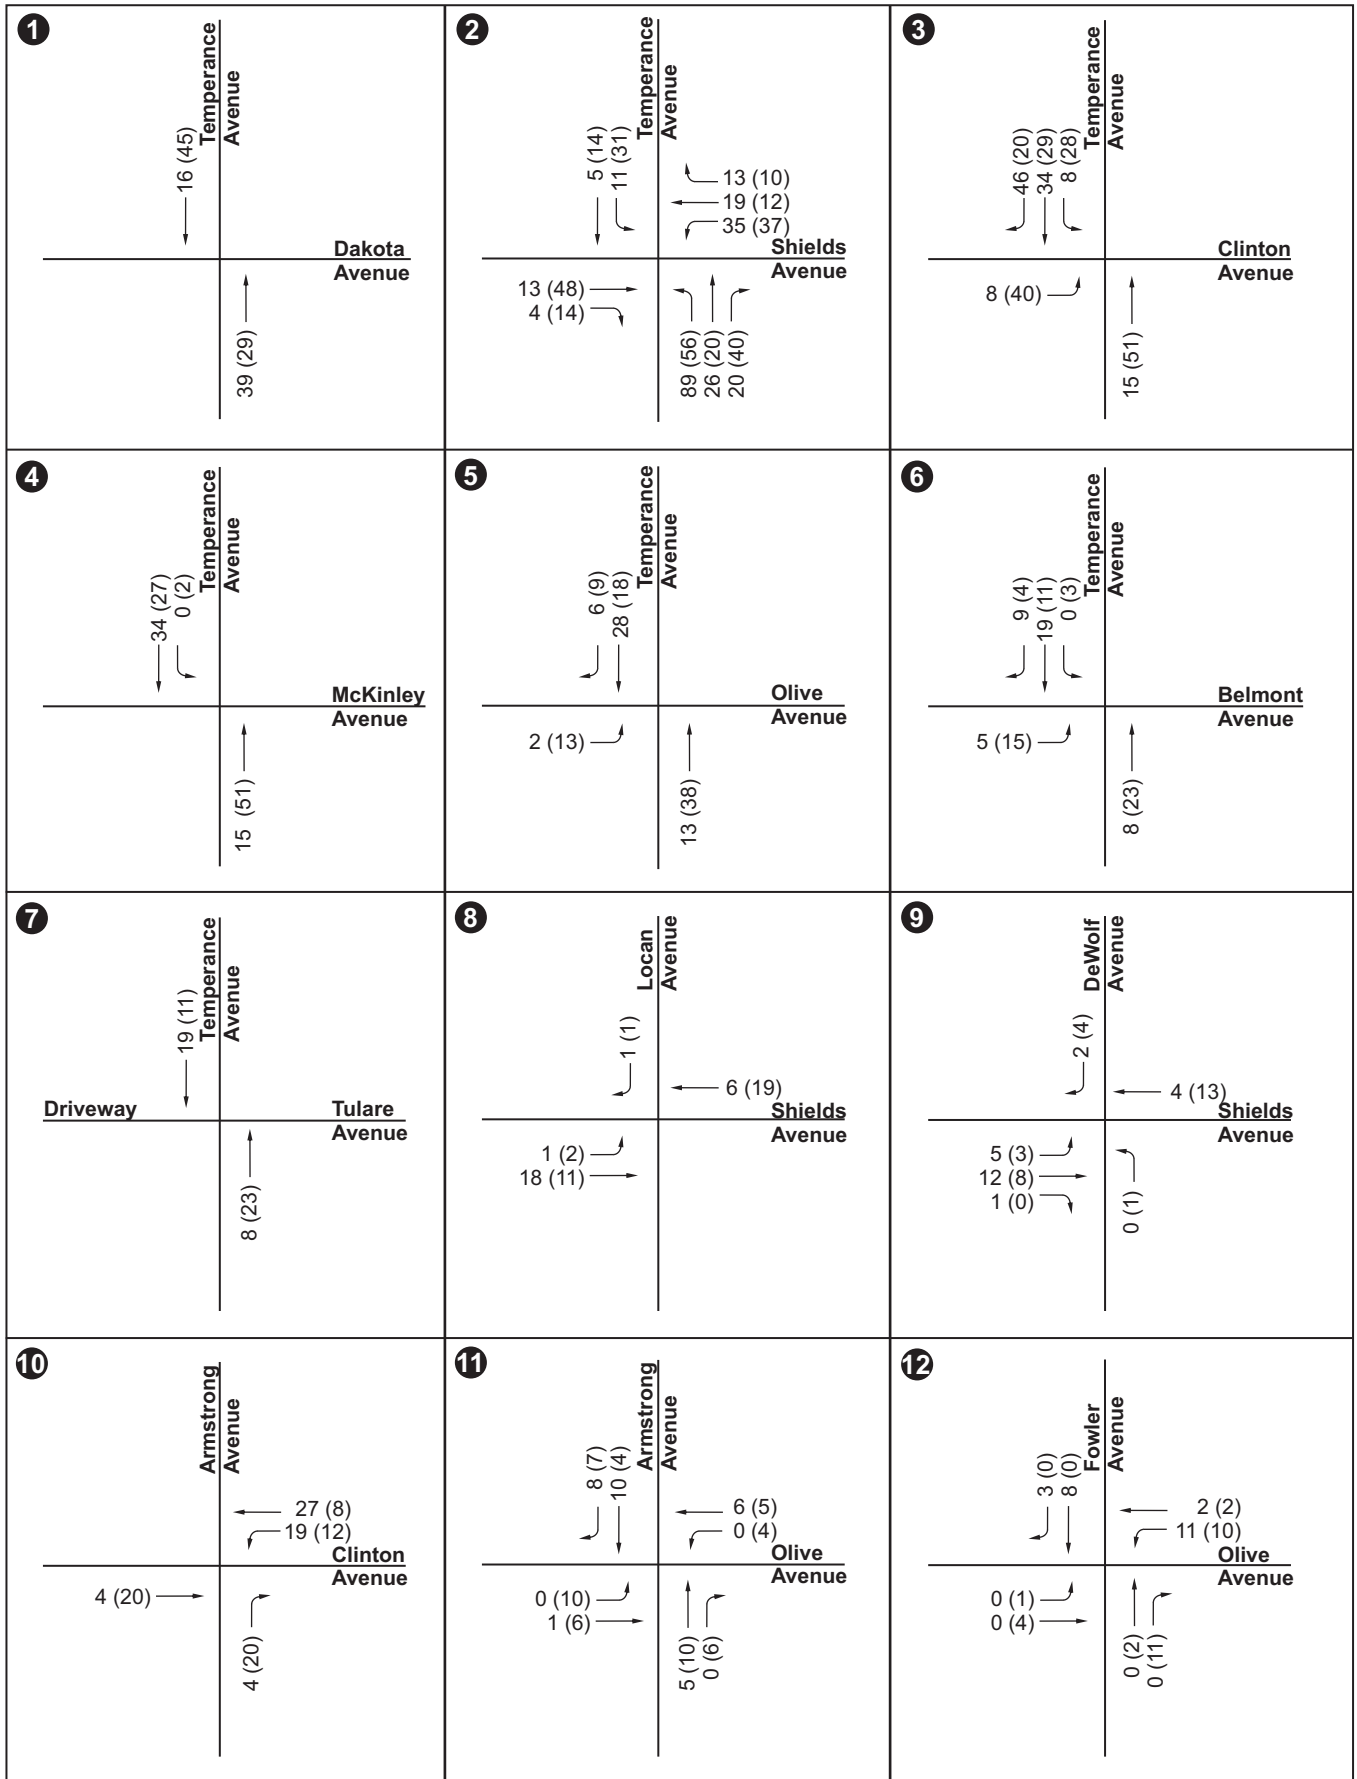 1
Temperance
Avenue
16 (45)
Dakota
Avenue
39 (29)
2
Temperance
Avenue
5 (14)
11 (31)
13 (10)
19 (12)
35 (37)
Shields
Avenue
13 (48)
4 (14)
89 (56)
26 (20)
20 (40)
3
Temperance
Avenue
46 (20)
34 (29)
8 (28)
Clinton
Avenue
8 (40)
15 (51)
4
Temperance
Avenue
34 (27)
0 (2)
McKinley
Avenue
15 (51)
5
Temperance
Avenue
6 (9)
28 (18)
Olive
Avenue
2 (13)
13 (38)
6
Temperance
Avenue
9 (4)
19 (11)
0 (3)
Belmont
Avenue
5 (15)
8 (23)
7
Temperance
Avenue
19 (11)
Driveway
Tulare
Avenue
8 (23)
8
Locan
Avenue
1 (1)
6 (19)
Shields
Avenue
1 (2)
18 (11)
9
DeWolf
Avenue
2 (4)
4 (13)
Shields
Avenue
5 (3)
12 (8)
1 (0)
0 (1)
10
Armstrong
Avenue
27 (8)
19 (12)
Clinton
Avenue
4 (20)
4 (20)
11
Armstrong
Avenue
8 (7)
10 (4)
6 (5)
0 (4)
Olive
Avenue
0 (10)
1 (6)
5 (10)
0 (6)
12
Fowler
Avenue
3 (0)
8 (0)
2 (2)
11 (10)
Olive
Avenue
0 (1)
0 (4)
0 (2)
0 (11)